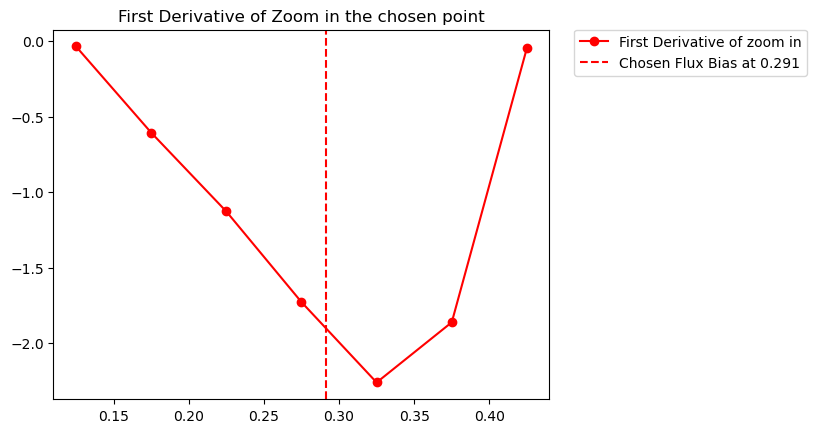 First Derivative of Zoom in the chosen point
First Derivative of zoom in
Chosen Flux Bias at 0.291
0.0
−0.5
−1.0
−1.5
−2.0
0.15 0.20 0.25 0.30 0.35 0.40